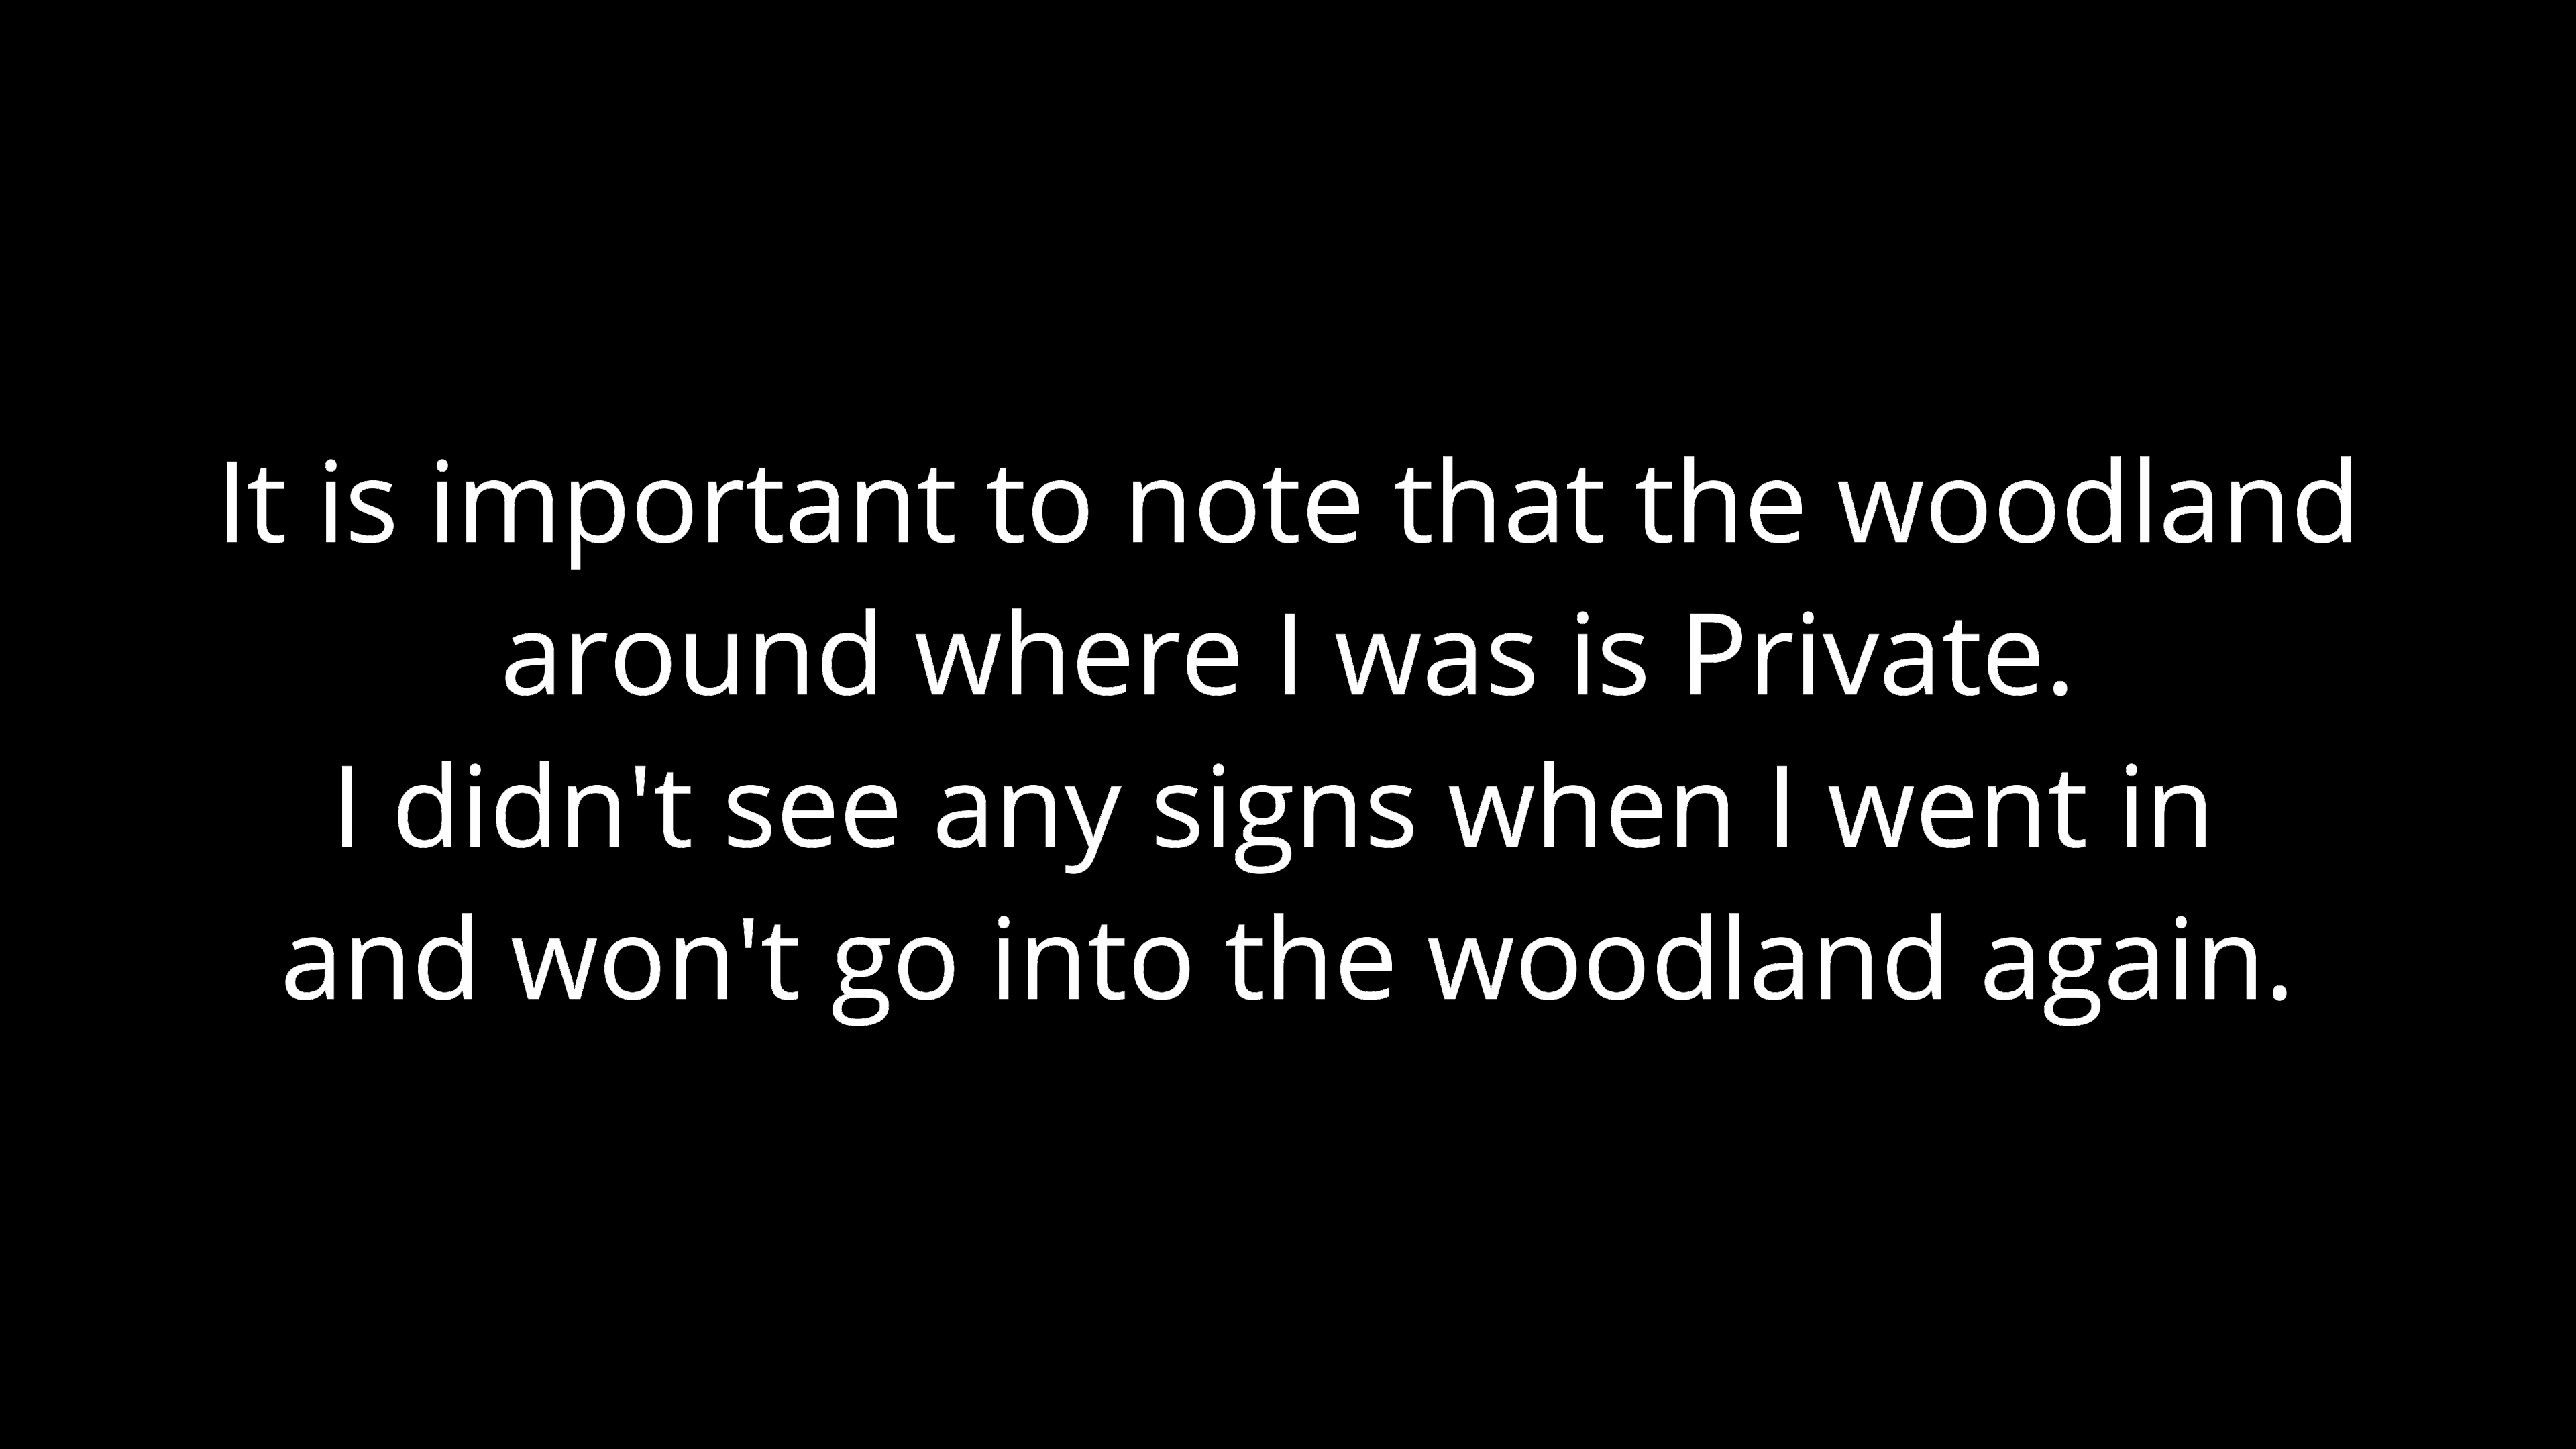 It is important to note that the woodland
around where I was is Private.
I didn't see any signs when I went in
and won't go into the woodland again.